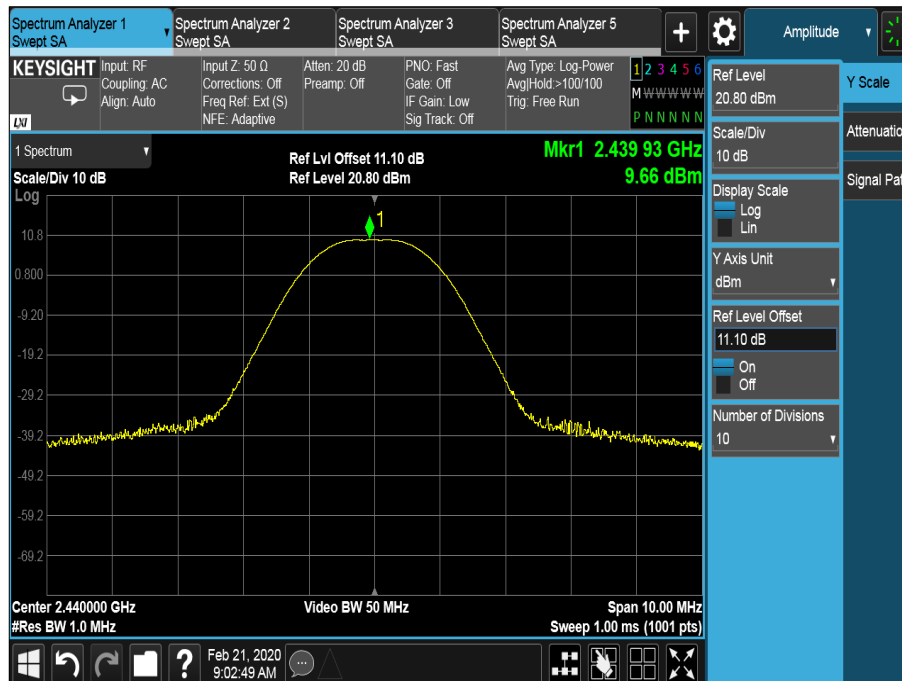 Spectrum Analyzer 1
Swept SA
Spectrum Analyzer 2
Swept SA
Spectrum Analyzer 3
Swept SA
Spectrum Analyzer 5
Swept SA
+
Amplitude
KEYSIGHT
LXI
Input: RF
Coupling: AC
Align: Auto
Input Z: 50 Ω
Corrections: Off
Freq Ref: Ext (S)
NFE: Adaptive
Atten: 20 dB
Preamp: Off
PNO: Fast
Gate: Off
IF Gain: Low
Sig Track: Off
Avg Type: Log-Power
Avg|Hold:>100/100
Trig: Free Run
1 2 3 4 5 6
M W W W W W
P N N N N N
1 Spectrum
Scale/Div 10 dB
Log
Ref Lvl Offset 11.10 dB
Ref Level 20.80 dBm
Mkr1 2.439 93 GHz
9.66 dBm
1
10.8
0.800
-9.20
-19.2
-29.2
-39.2
-49.2
-59.2
-69.2
Center 2.440000 GHz
#Res BW 1.0 MHz
Video BW 50 MHz
Span 10.00 MHz
Sweep 1.00 ms (1001 pts)
Ref Level
20.80 dBm
Scale/Div
10 dB
Display Scale
Log
Lin
Y Axis Unit
dBm
Ref Level Offset
11.10 dB
On
Off
Number of Divisions
10
Y Scale
Attenuatio
Signal Pat
?
Feb 21, 2020
9:02:49 AM